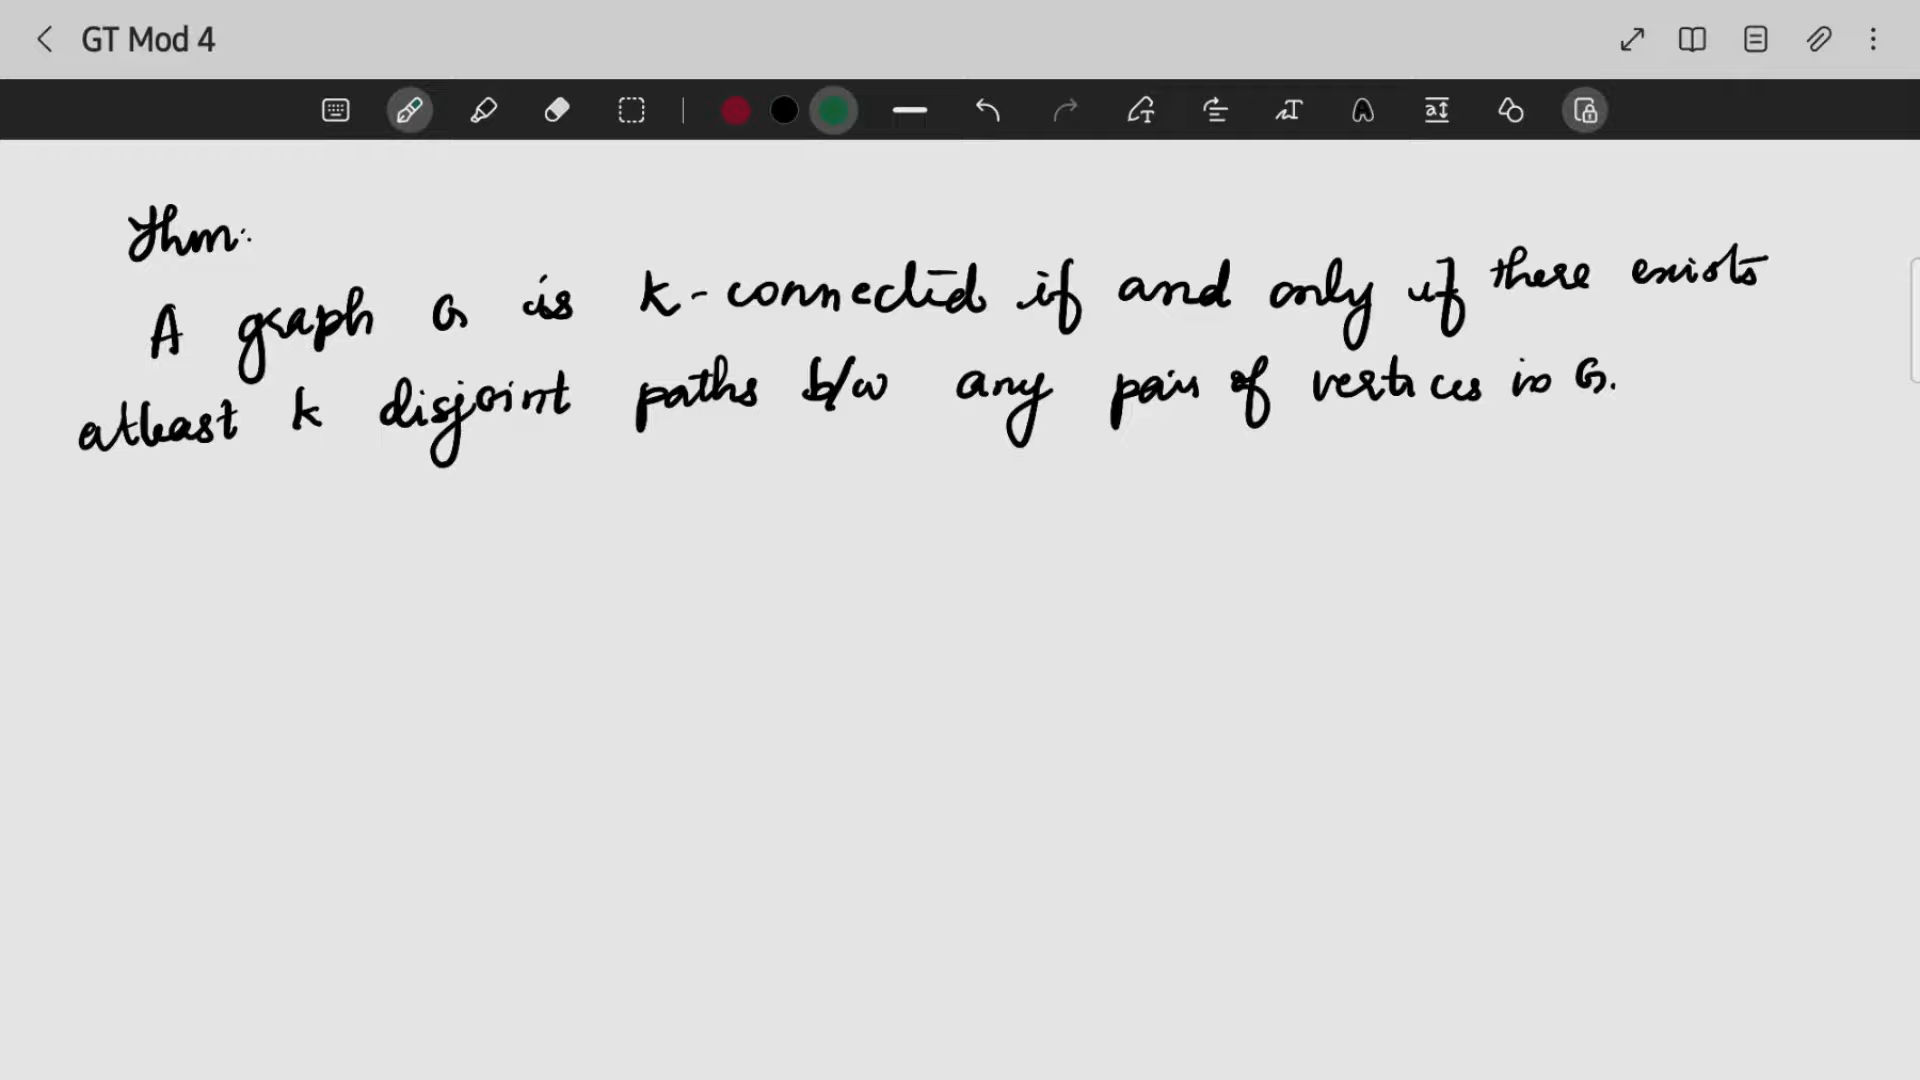 GT Mod 4
Thm:
A graph G is k-connected if and only if there exists
atleast k disjoint paths b/w any pair of vertices in G.